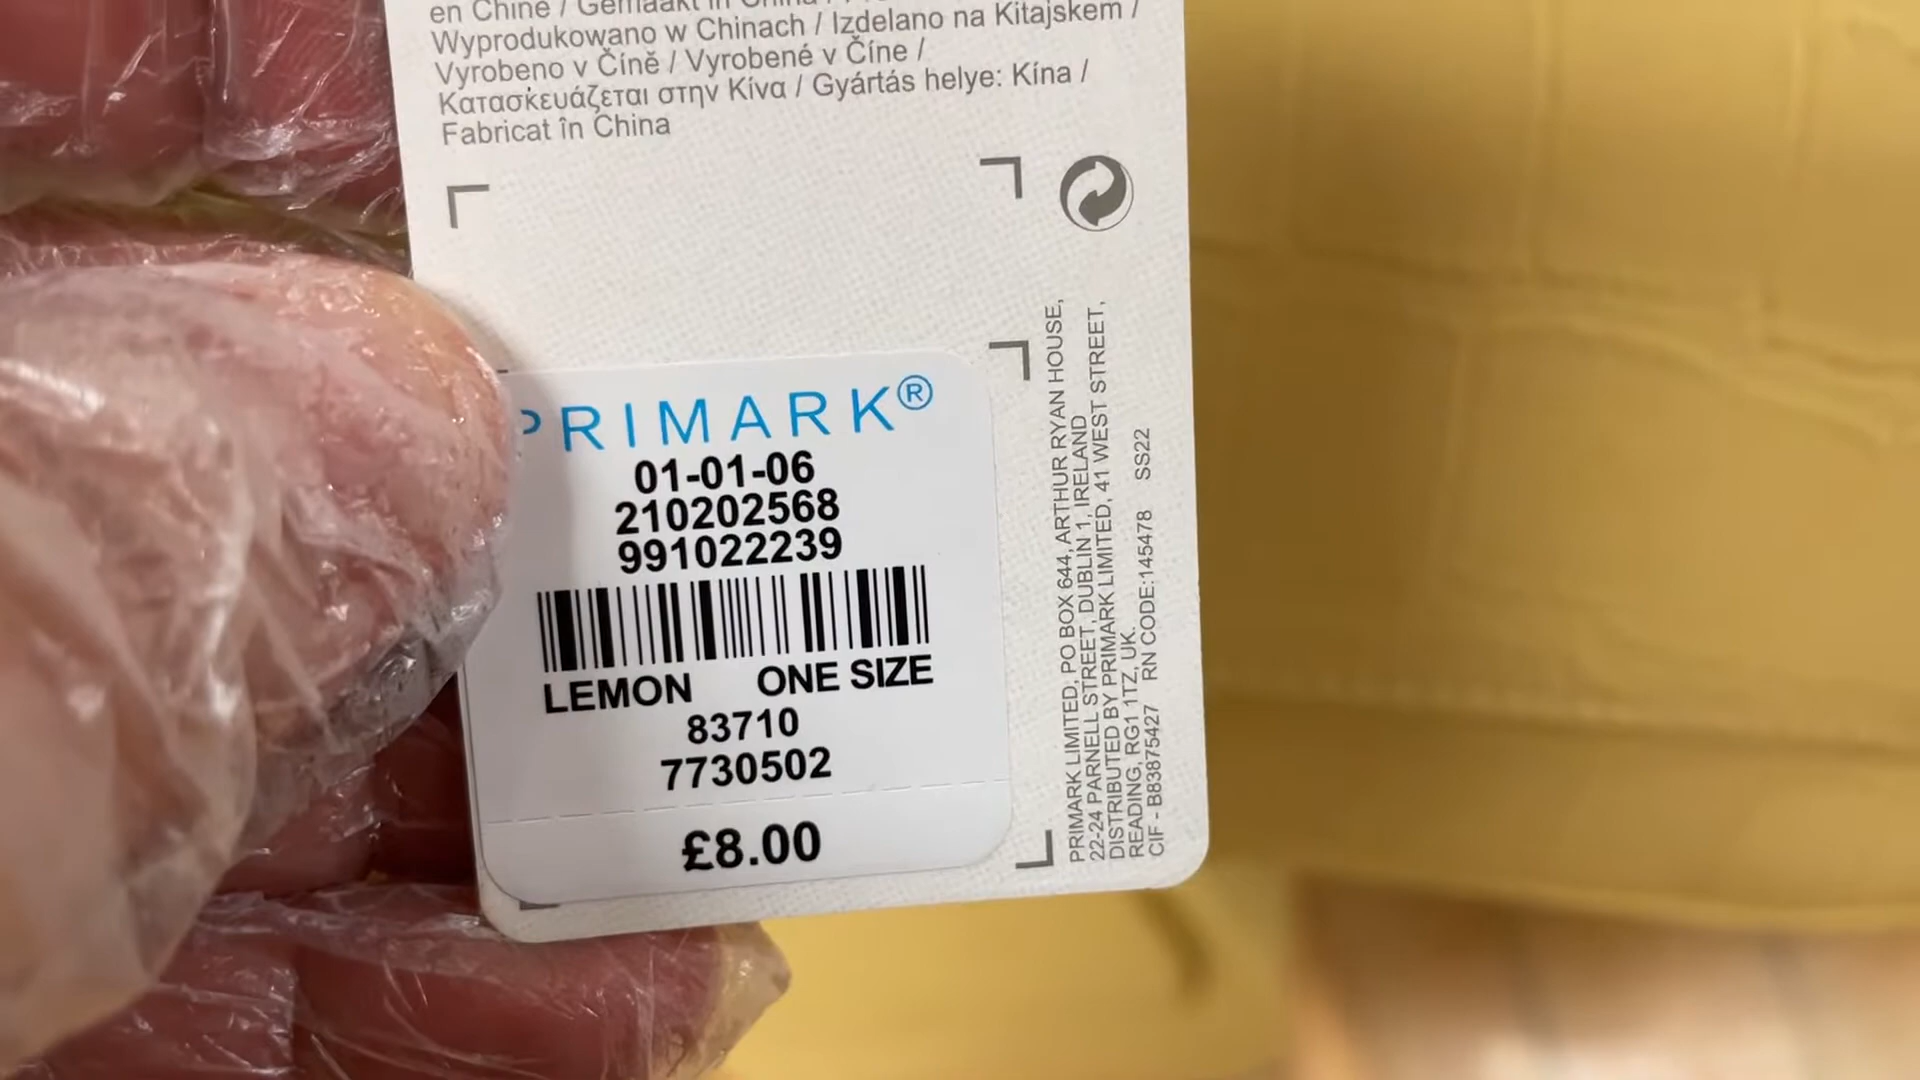 en Chine / Gemaakt in China /
Wyprodukowano w Chinach / Izdelano na Kitajskem /
Vyrobeno v Číně / Vyrobené v Číne /
Κατασκευάζεται στην Κίνα / Gyártás helye: Kína /
Fabricat în China
PRIMARK®
01-01-06
210202568
991022239
LEMON ONE SIZE
83710
7730502
£8.00
PRIMARK LIMITED, PO BOX 644, ARTHUR RYAN HOUSE,
22-24 PARNELL STREET, DUBLIN 1, IRELAND
DISTRIBUTED BY PRIMARK LIMITED, 41 WEST STREET,
READING, RG1 1TZ, UK.
CIF - B83875427 RN CODE:145478 SS22